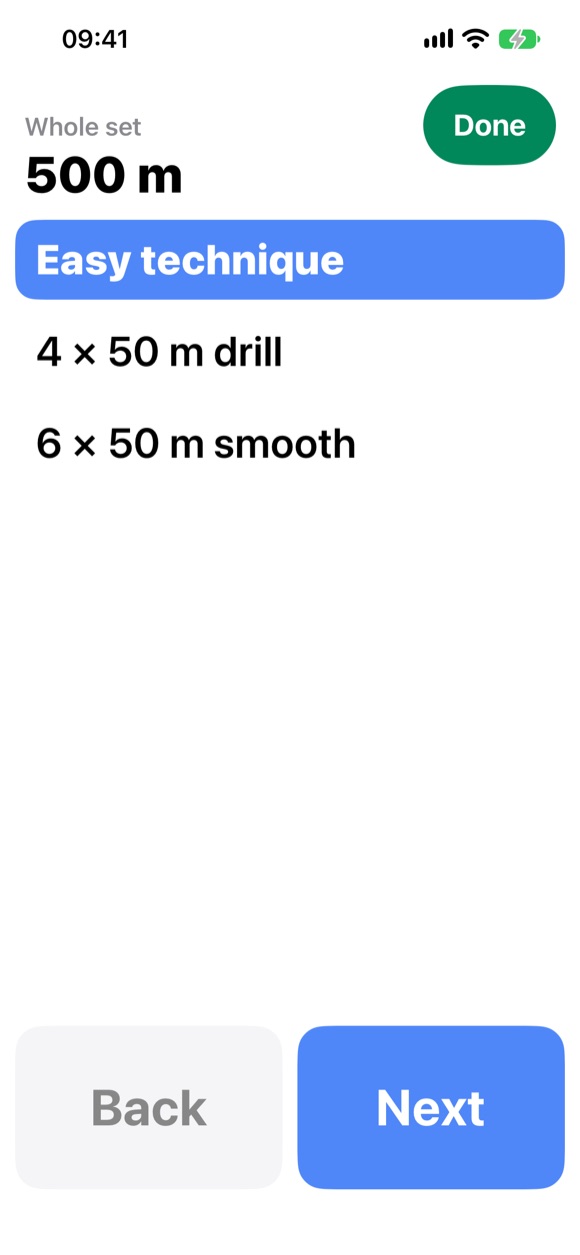 09:41
Whole set
500 m
Done
Easy technique
4 × 50 m drill
6 × 50 m smooth
Back
Next